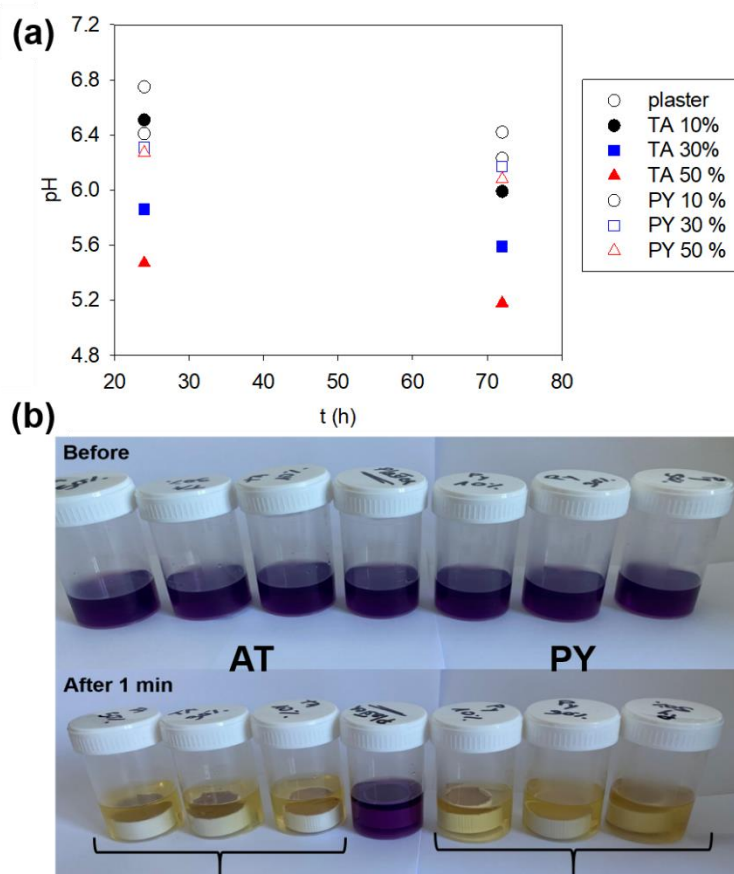 (a)
7.2
6.8
6.4
6.0
5.6
5.2
4.8
pH
20 30 40 50 60 70 80
t (h)
plaster
TA 10%
TA 30%
TA 50 %
PY 10 %
PY 30 %
PY 50 %
(b)
Before
Plaster
AT PY
After 1 min
Plaster